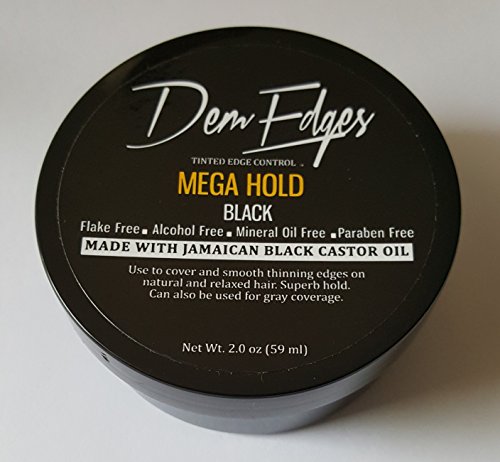 Dem Edges
TINTED EDGE CONTROL ™
MEGA HOLD
BLACK
Flake Free ▪ Alcohol Free ▪ Mineral Oil Free ▪ Paraben Free
MADE WITH JAMAICAN BLACK CASTOR OIL
Use to cover and smooth thinning edges on
natural and relaxed hair. Superb hold.
Can also be used for gray coverage.
Net Wt. 2.0 oz (59 ml)